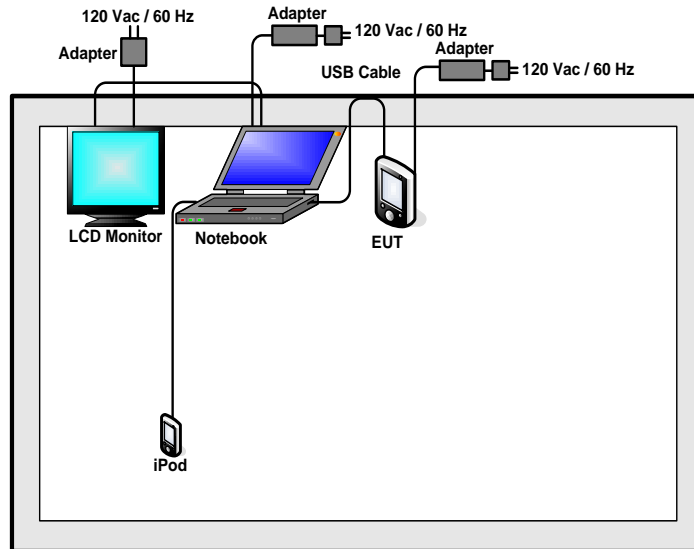 120 Vac / 60 Hz
Adapter
Adapter
120 Vac / 60 Hz
Adapter
120 Vac / 60 Hz
USB Cable
LCD Monitor
Notebook
EUT
iPod